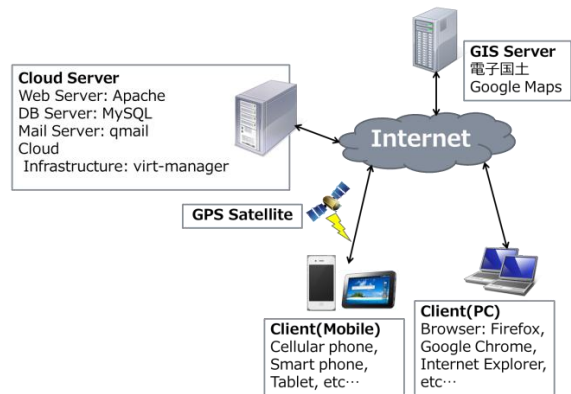 Cloud Server
Web Server: Apache
DB Server: MySQL
Mail Server: qmail
Cloud
Infrastructure: virt-manager
GIS Server
電子国土
Google Maps
Internet
GPS Satellite
Client(Mobile)
Cellular phone,
Smart phone,
Tablet, etc…
Client(PC)
Browser: Firefox,
Google Chrome,
Internet Explorer,
etc…